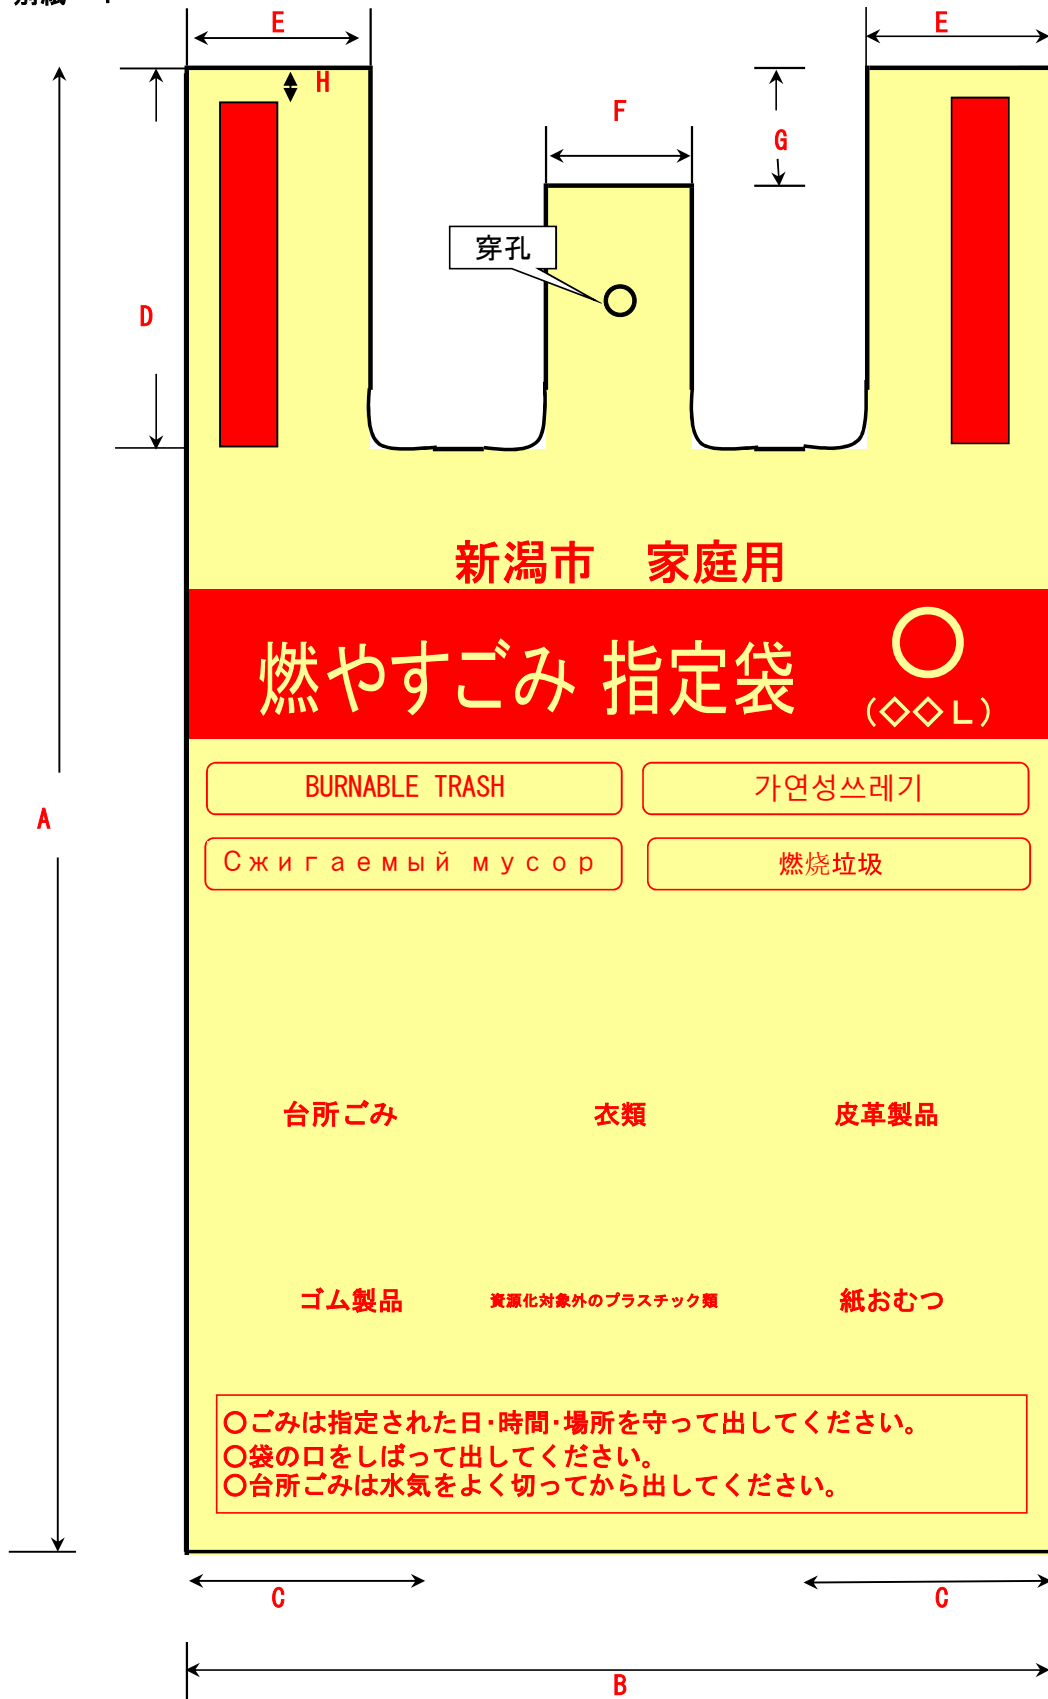 E E
H
F
G
穿孔
D
新潟市　家庭用
燃やすごみ 指定袋 〇
(◇◇L)
BURNABLE TRASH 가연성쓰레기
A
Сжигаемый мусор 燃烧垃圾
台所ごみ 衣類 皮革製品
ゴム製品 資源化対象外のプラスチック類 紙おむつ
〇ごみは指定された日・時間・場所を守って出してください。
〇袋の口をしばって出してください。
〇台所ごみは水気をよく切ってから出してください。
C C
B